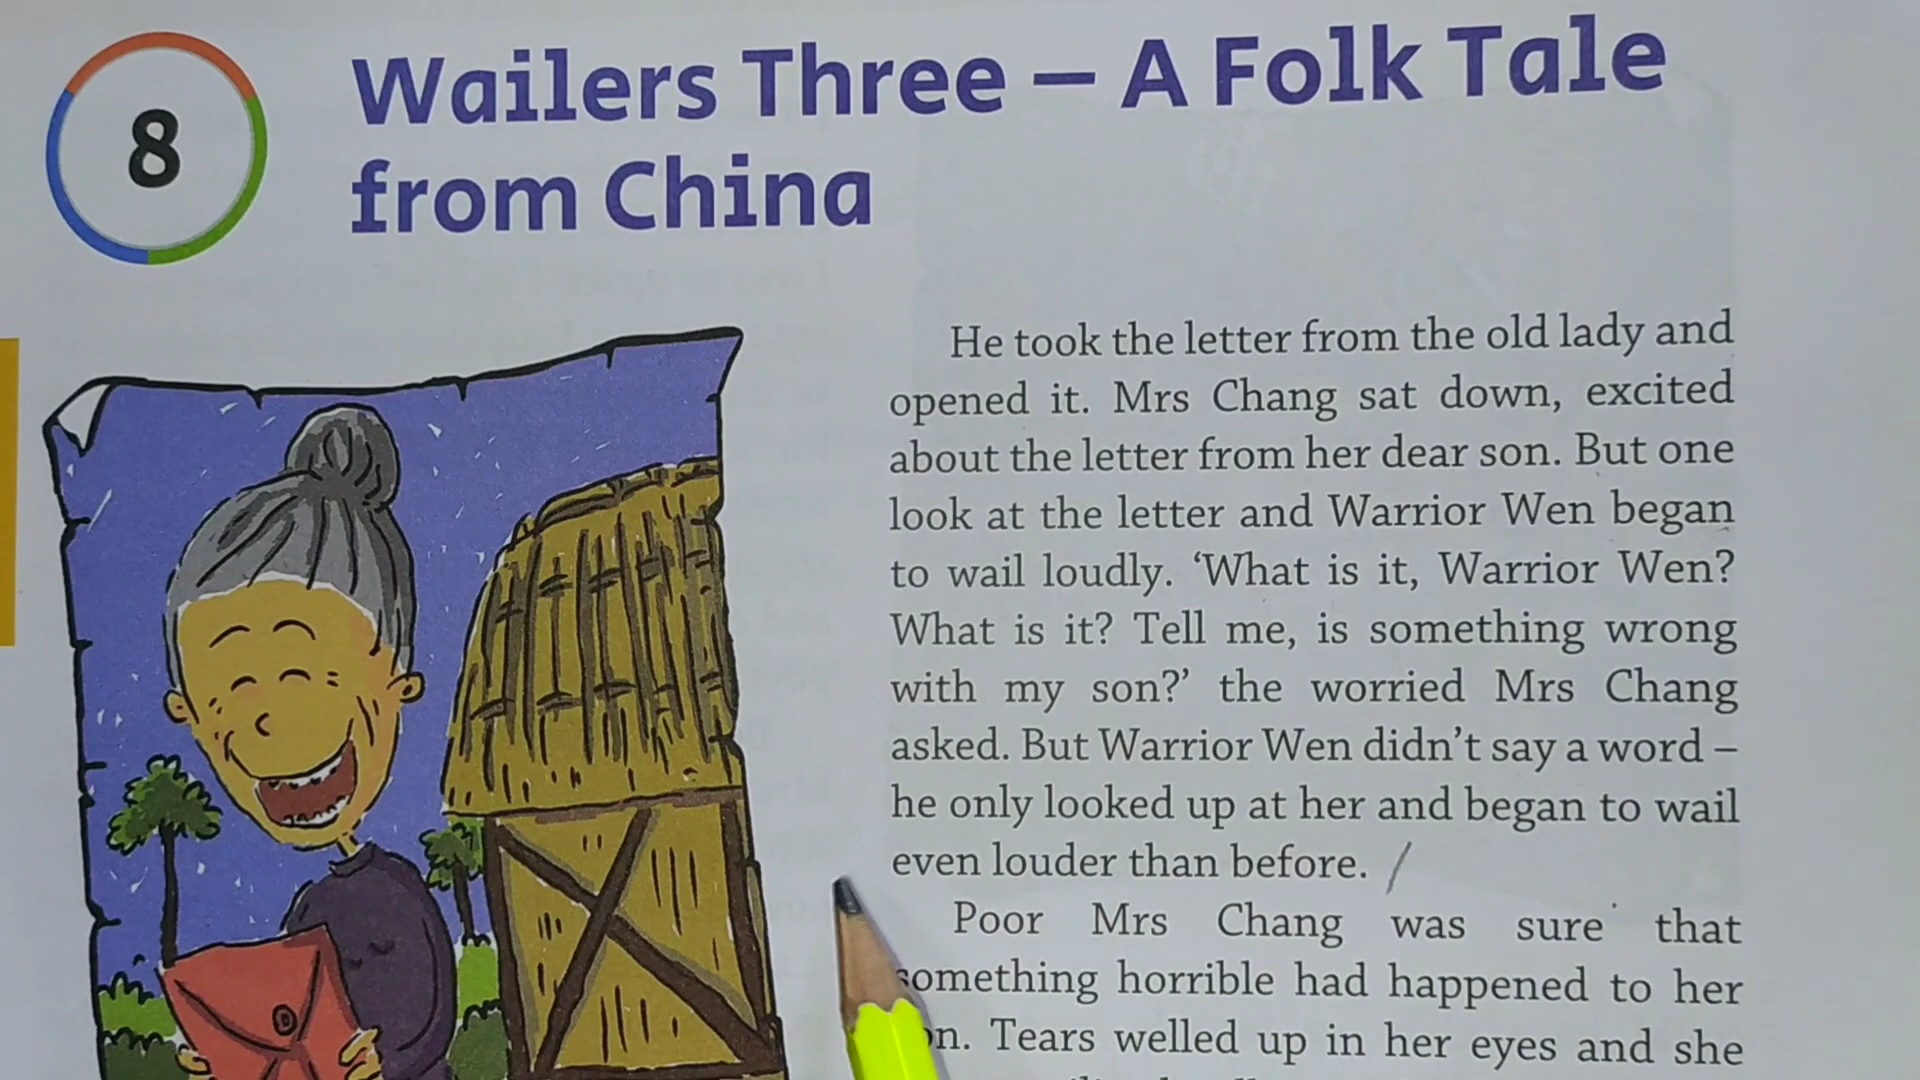 8
Wailers Three – A Folk Tale
from China
He took the letter from the old lady and
opened it. Mrs Chang sat down, excited
about the letter from her dear son. But one
look at the letter and Warrior Wen began
to wail loudly. ‘What is it, Warrior Wen?
What is it? Tell me, is something wrong
with my son?’ the worried Mrs Chang
asked. But Warrior Wen didn’t say a word –
he only looked up at her and began to wail
even louder than before. /
Poor Mrs Chang was sure that
something horrible had happened to her
Tears welled up in her eyes and she